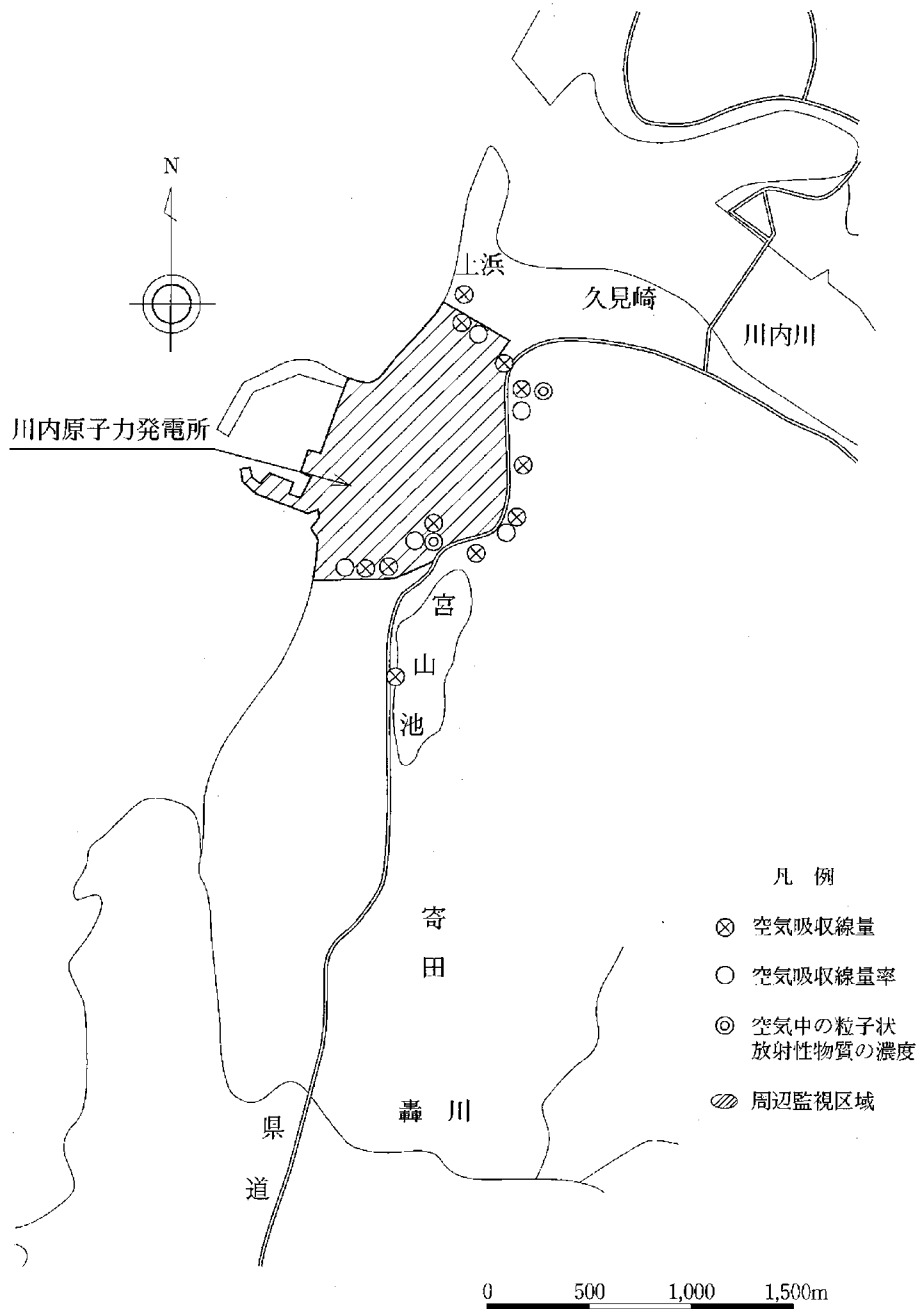 N
上浜
久見崎
川内川
川内原子力発電所
宮
山
池
寄
田
轟川
県
道
凡例
空気吸収線量
空気吸収線量率
空気中の粒子状
放射性物質の濃度
周辺監視区域
0 500 1,000 1,500m